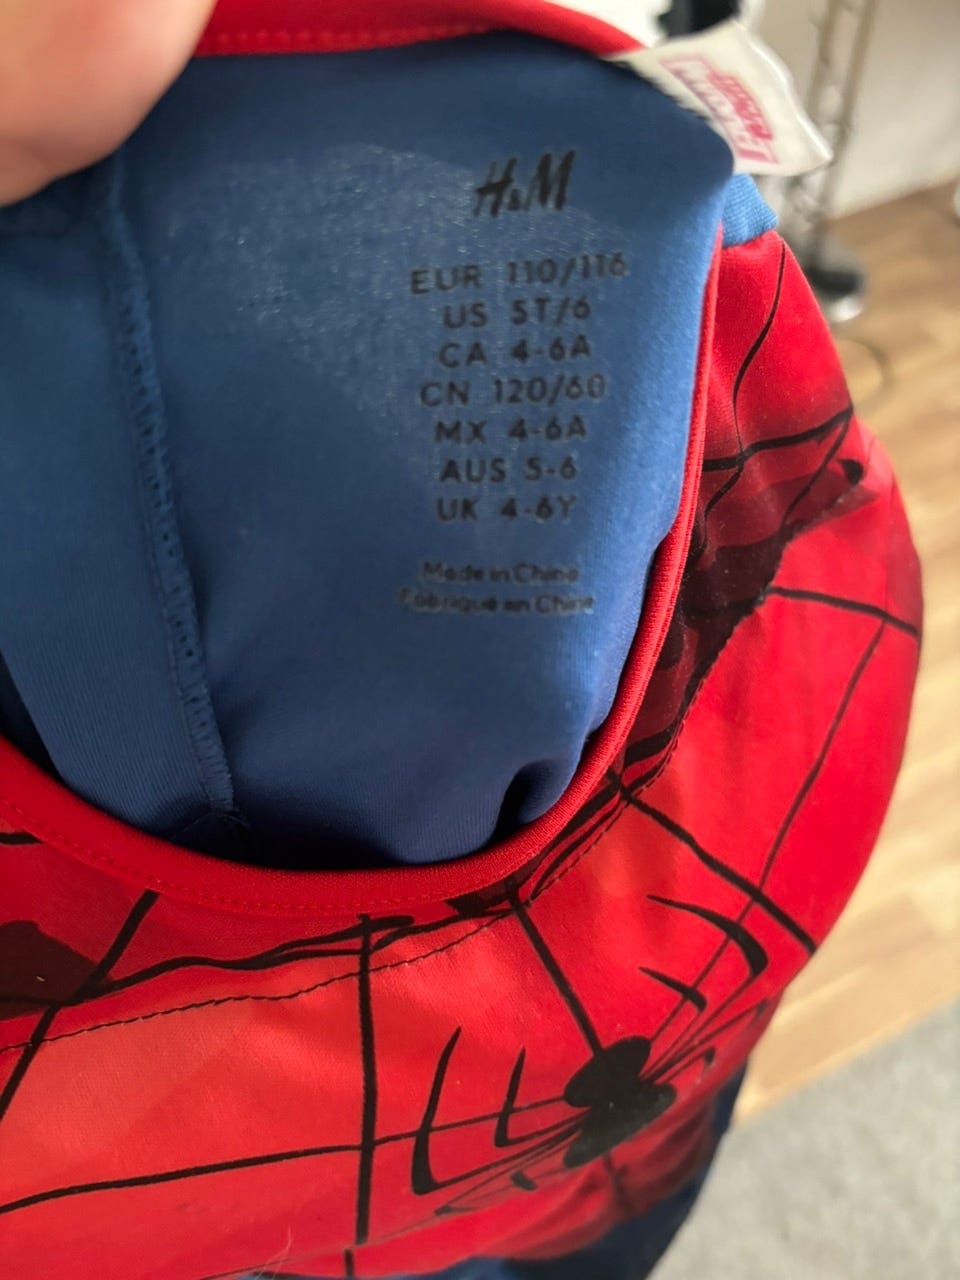 H&M
EUR 110/116
US 5T/6
CA 4-6A
CN 120/60
MX 4-6A
AUS 5-6
UK 4-6Y
Made in China
Fabriqué en Chine